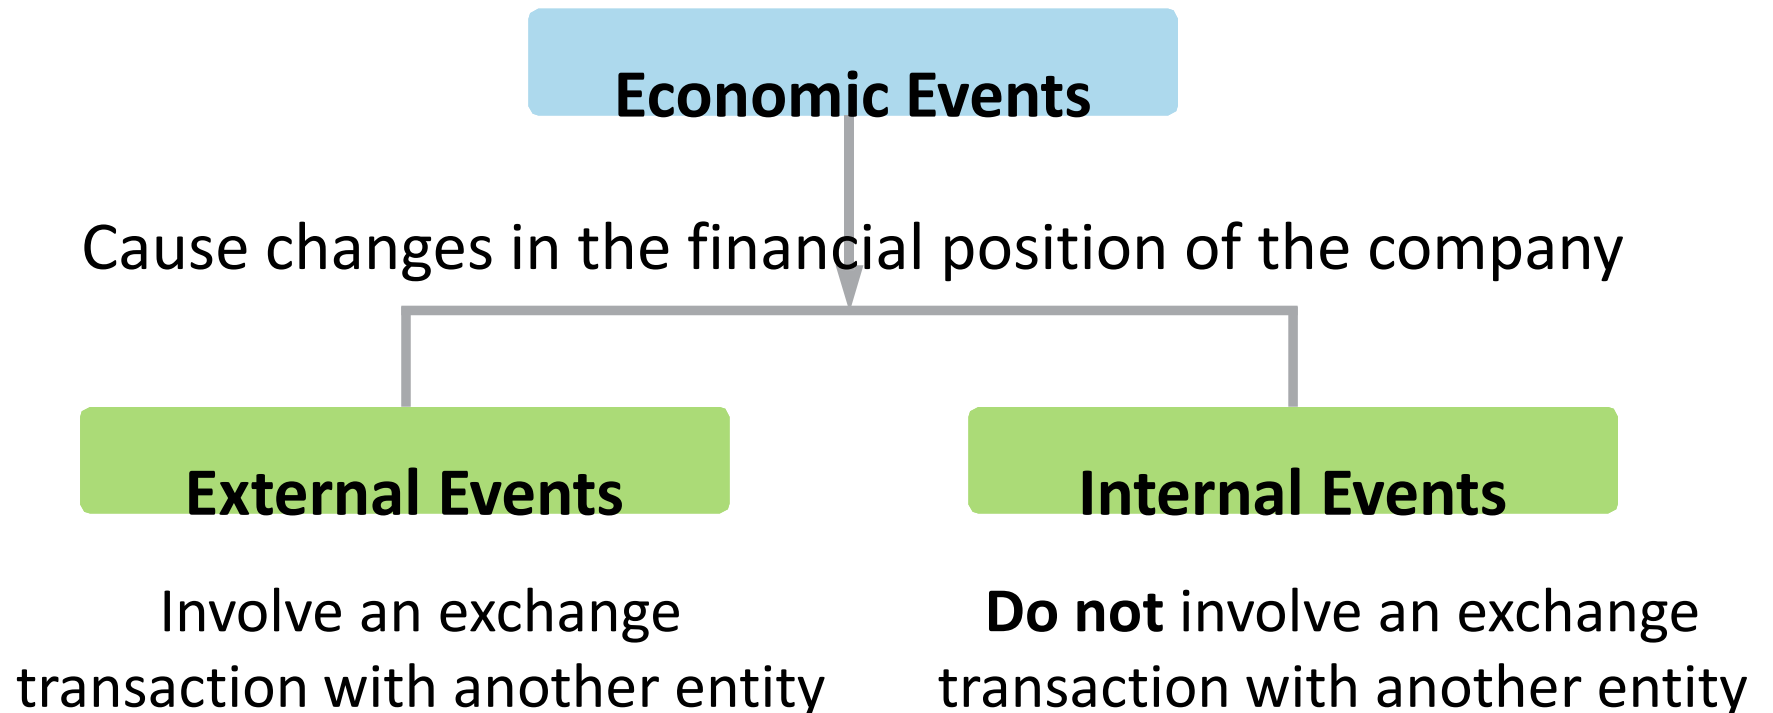 Economic Events
Cause changes in the financial position of the company
External Events
Internal Events
Involve an exchange
transaction with another entity
Do not involve an exchange
transaction with another entity